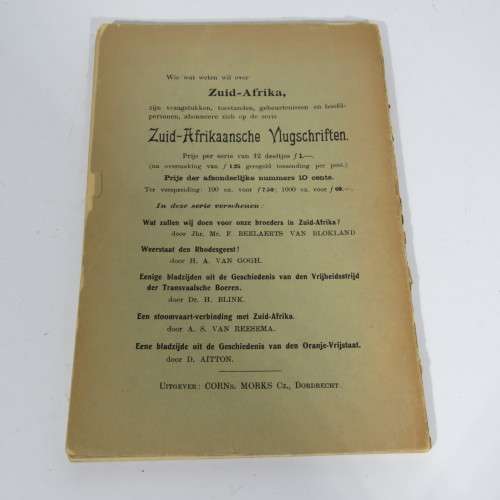 Wie wat weten wil over
Zuid-Afrika,
zijn vraagstukken, toestanden, gebeurtenissen en hoofd-
personen, abonneere zich op de serie
Zuid-Afrikaansche Vlugschriften.
Prijs per serie van 12 deeltjes f 1.—.
(na overmaking van f 1.25 geregeld toezending per post.)
Prijs der afzonderlijke nummers 10 cents.
Ter verspreiding: 100 ex. voor f 7.50; 1000 ex. voor f 60.—.
In deze serie verschenen:
Wat zullen wij doen voor onze broeders in Zuid-Afrika?
door Jhr. Mr. F. BEELAERTS VAN BLOKLAND
Weerstaat den Rhodesgeest!
door H. A. VAN GOGH.
Eenige bladzijden uit de Geschiedenis van den Vrijheidsstrijd
der Transvaalsche Boeren.
door Dr. H. BLINK.
Een stoomvaart-verbinding met Zuid-Afrika.
door A. S. VAN REESEMA.
Eene bladzijde uit de Geschiedenis van den Oranje-Vrijstaat.
door D. AITTON.
UITGEVER: CORNs. MORKS Cz., DORDRECHT.